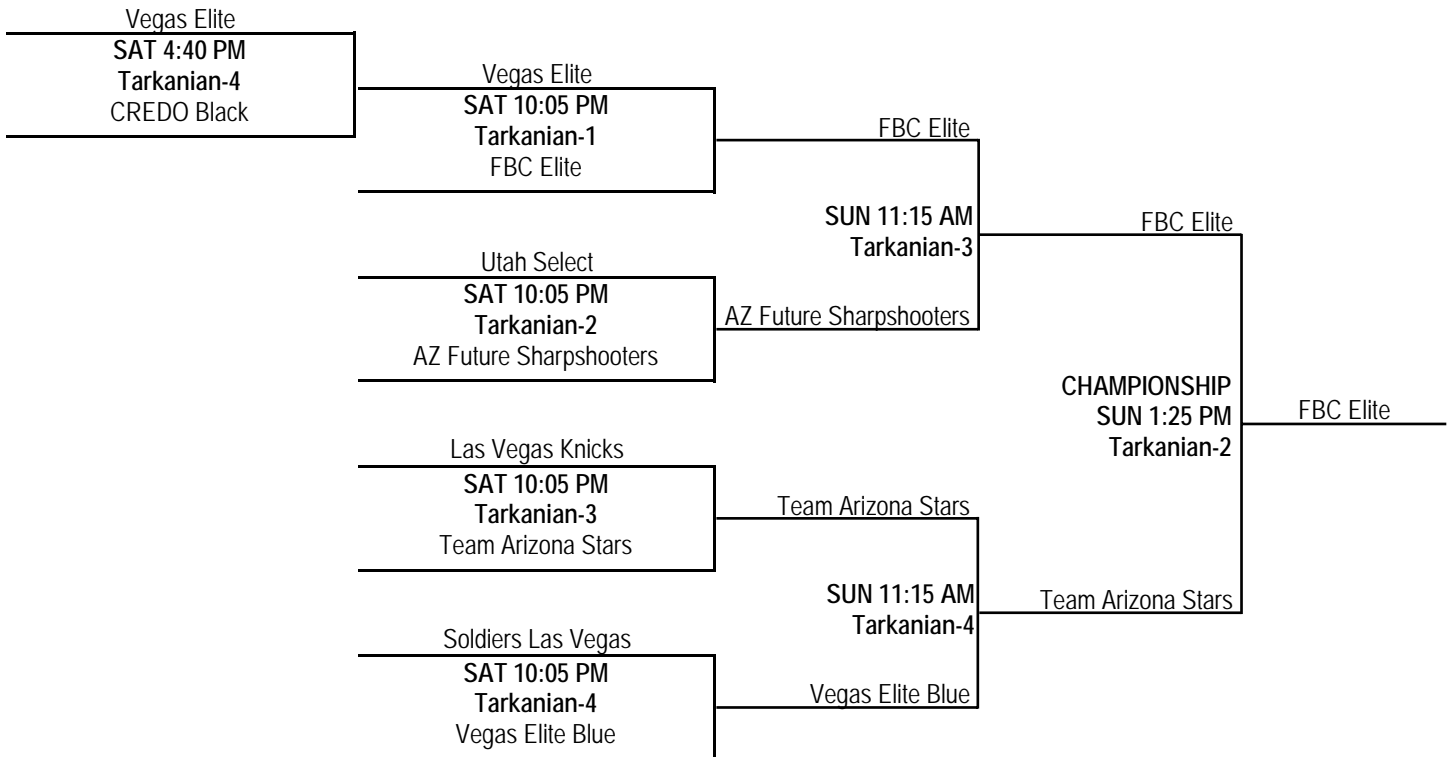 Vegas Elite
SAT 4:40 PM
Tarkanian-4
CREDO Black
Vegas Elite
SAT 10:05 PM
Tarkanian-1
FBC Elite
Utah Select
SAT 10:05 PM
Tarkanian-2
AZ Future Sharpshooters
Las Vegas Knicks
SAT 10:05 PM
Tarkanian-3
Team Arizona Stars
Soldiers Las Vegas
SAT 10:05 PM
Tarkanian-4
Vegas Elite Blue
FBC Elite
SUN 11:15 AM
Tarkanian-3
AZ Future Sharpshooters
Team Arizona Stars
SUN 11:15 AM
Tarkanian-4
Vegas Elite Blue
FBC Elite
CHAMPIONSHIP
SUN 1:25 PM
Tarkanian-2
Team Arizona Stars
FBC Elite